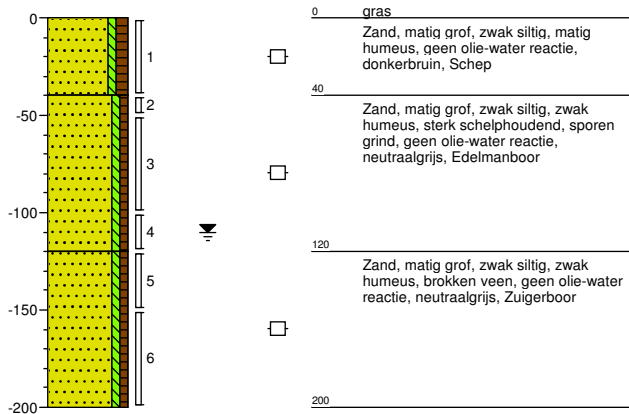 0
-50
-100
-150
-200
1
2
3
4
5
6
0
gras
Zand, matig grof, zwak siltig, matig
humeus, geen olie-water reactie,
donkerbruin, Schep
40
Zand, matig grof, zwak siltig, zwak
humeus, sterk schelphoudend, sporen
grind, geen olie-water reactie,
neutraalgrijs, Edelmanboor
120
Zand, matig grof, zwak siltig, zwak
humeus, brokken veen, geen olie-water
reactie, neutraalgrijs, Zuigerboor
200